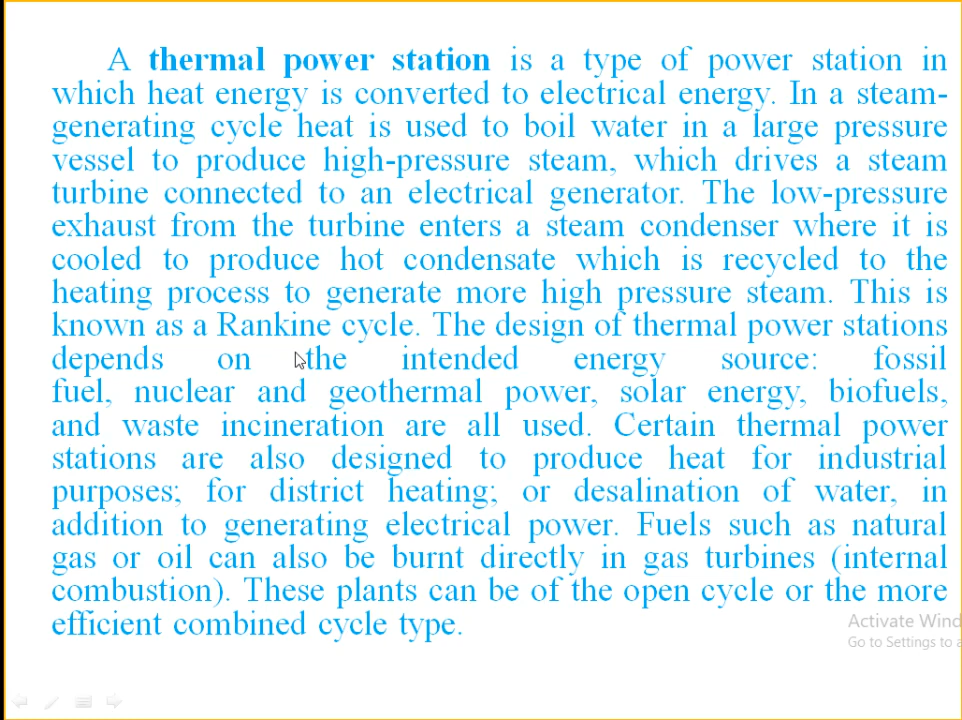 A thermal power station is a type of power station in
which heat energy is converted to electrical energy. In a steam-
generating cycle heat is used to boil water in a large pressure
vessel to produce high-pressure steam, which drives a steam
turbine connected to an electrical generator. The low-pressure
exhaust from the turbine enters a steam condenser where it is
cooled to produce hot condensate which is recycled to the
heating process to generate more high pressure steam. This is
known as a Rankine cycle. The design of thermal power stations
depends on the intended energy source: fossil
fuel, nuclear and geothermal power, solar energy, biofuels,
and waste incineration are all used. Certain thermal power
stations are also designed to produce heat for industrial
purposes; for district heating; or desalination of water, in
addition to generating electrical power. Fuels such as natural
gas or oil can also be burnt directly in gas turbines (internal
combustion). These plants can be of the open cycle or the more
efficient combined cycle type.
Activate Wind
Go to Settings to a